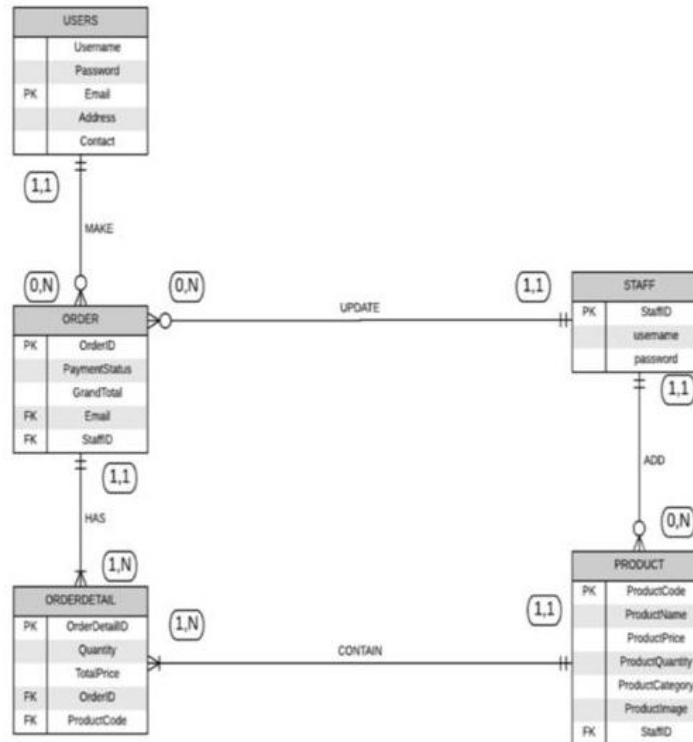 USERS
Username
Password
PK Email
Address
Contact
1,1
MAKE
0,N
0,N
UPDATE
1,1
ORDER
PK OrderID
PaymentStatus
GrandTotal
FK Email
FK StaffID
STAFF
PK StaffID
username
password
1,1
1,1
HAS
ADD
1,N
0,N
ORDERDETAIL
PK OrderDetailID
Quantity
TotalPrice
FK OrderID
FK ProductCode
1,N
CONTAIN
1,1
PRODUCT
PK ProductCode
ProductName
ProductPrice
ProductQuantity
ProductCategory
ProductImage
FK StaffID